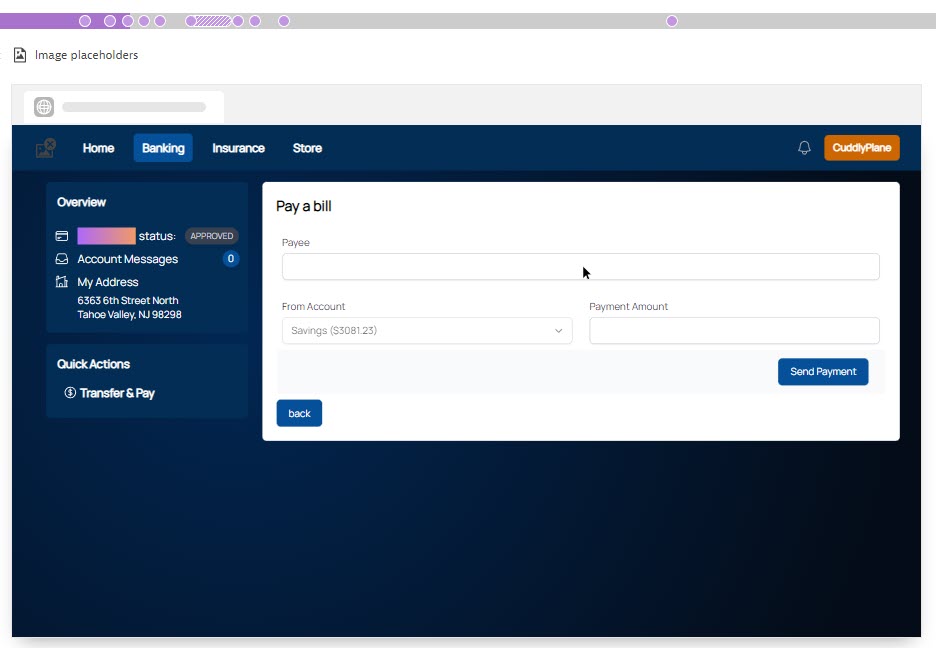 Image placeholders
Home Banking Insurance Store CuddlyPlane
Overview
status: APPROVED
Account Messages 0
My Address
6363 6th Street North
Tahoe Valley, NJ 98298
Quick Actions
Transfer & Pay
Pay a bill
Payee
From Account Payment Amount
Savings ($3081.23)
Send Payment
back